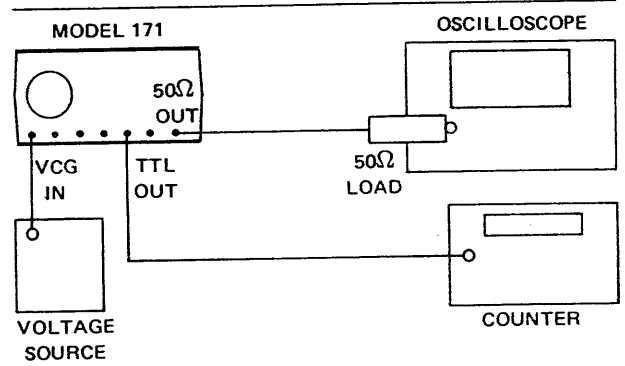 MODEL 171
OSCILLOSCOPE
50Ω
OUT
VCG
IN
TTL
OUT
50Ω
LOAD
VOLTAGE
SOURCE
COUNTER